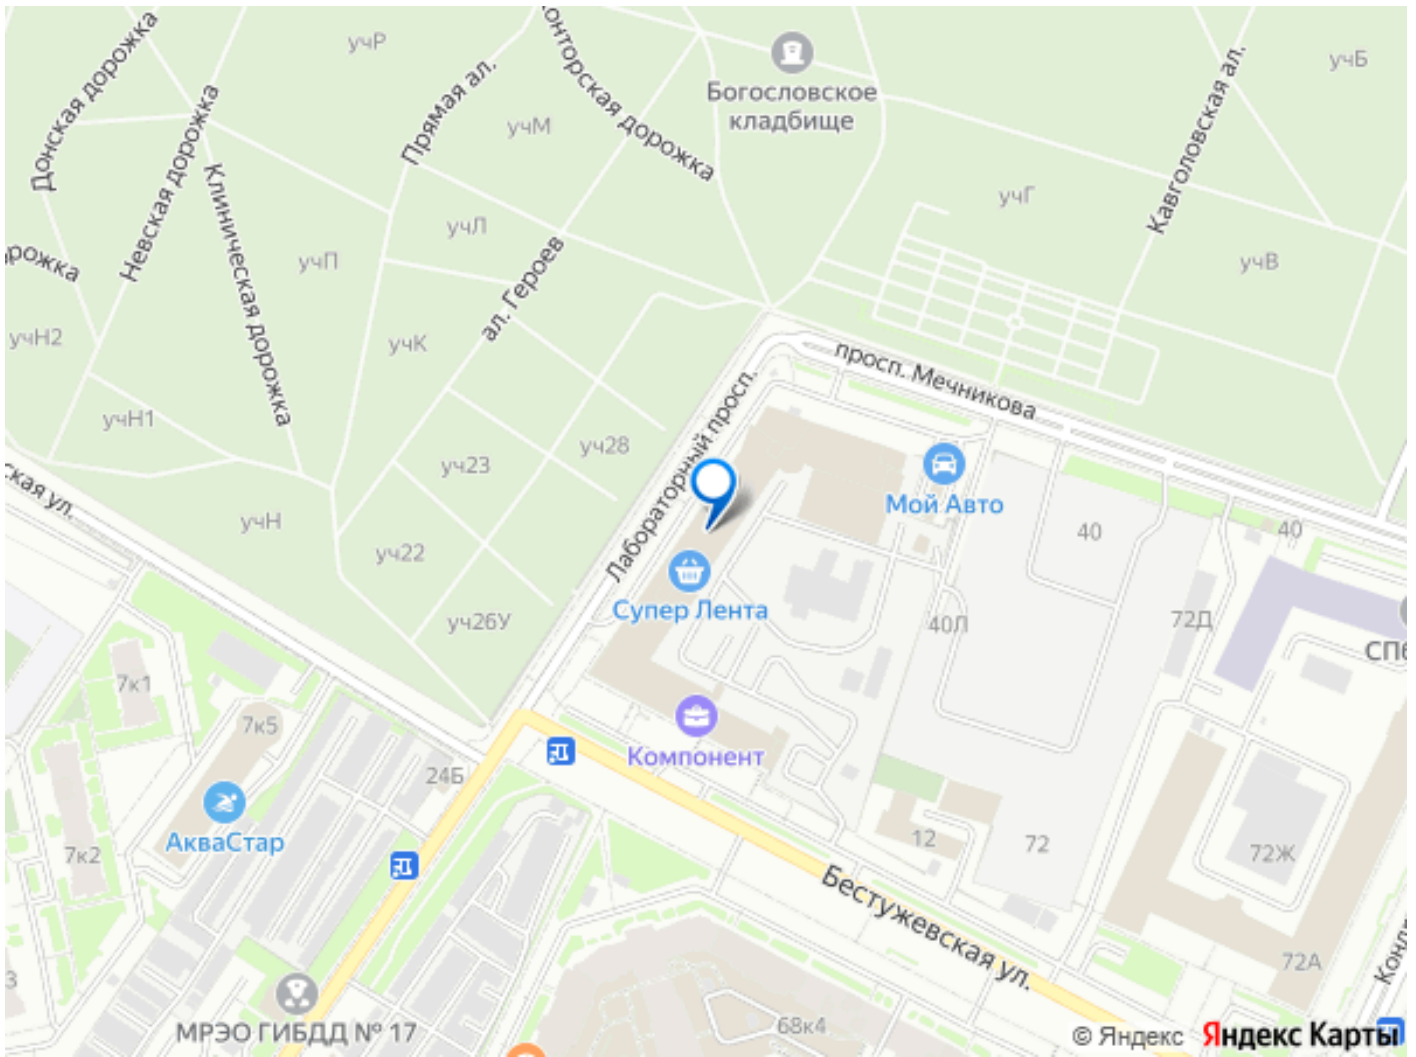 учР
учБ
Донская дорожка
Невская дорожка
Прямая ал.
Богословское
кладбище
Кавголовская ал.
учМ
дорожка
Клиническая дорожка
учГ
учЛ
ал. Героев
учП
учВ
учН2
учК
просп. Мечникова
Лабораторный просп.
учН1
уч28
уч23
Мой Авто
ская ул.
учН
40
40
уч22
Супер Лента
уч26У
40Л
72Д
7к1
7к5
Компонент
24Б
АкваСтар
7к2
12
72
72Ж
Бестужевская ул.
72А
МРЭО ГИБДД № 17
68к4
© Яндекс Яндекс Карты